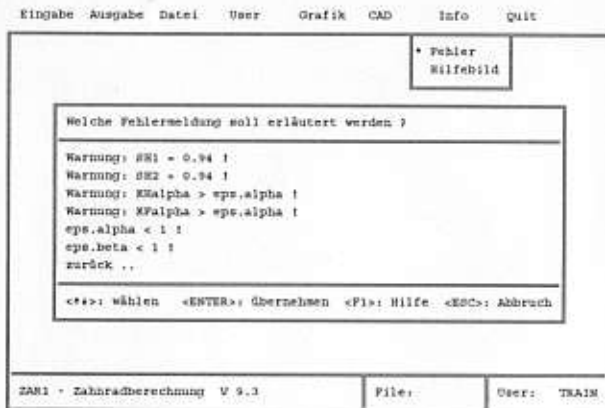 Eingabe Ausgabe Datei User Grafik CAD Info Quit
• Fehler
Hilfebild
Welche Fehlermeldung soll erläutert werden ?
Warnung: SH1 = 0.94 !
Warnung: SH2 = 0.94 !
Warnung: KHalpha > eps.alpha !
Warnung: KFalpha > eps.alpha !
eps.alpha < 1 !
eps.beta < 1 !
zurück ..
<↑↓>: wählen <ENTER>: übernehmen <F1>: Hilfe <ESC>: Abbruch
ZAR1 - Zahnradberechnung V 9.3 File: User: TRAIN